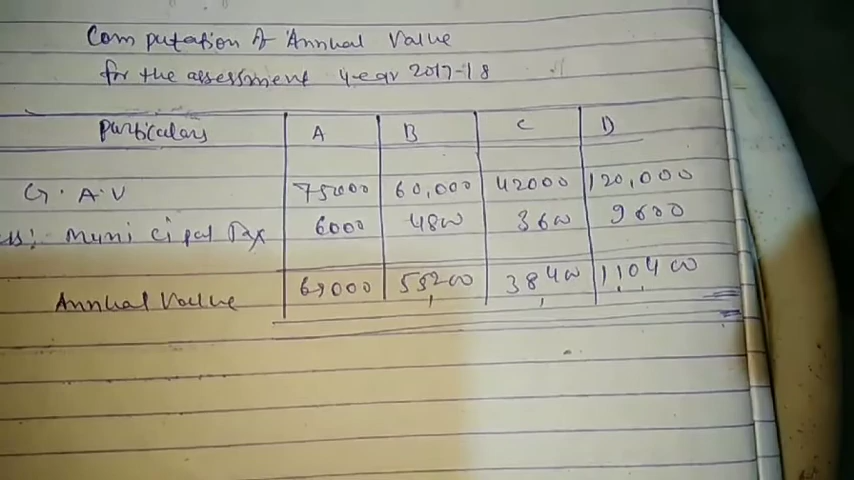 Computation of Annual Value
for the assessment year 2017-18
Particulars A B C D
G.A.V 75000 60,000 42000 120,000
ess: Municipal Tax 6000 4800 3600 9600
Annual Value 69000 55200 38400 110400